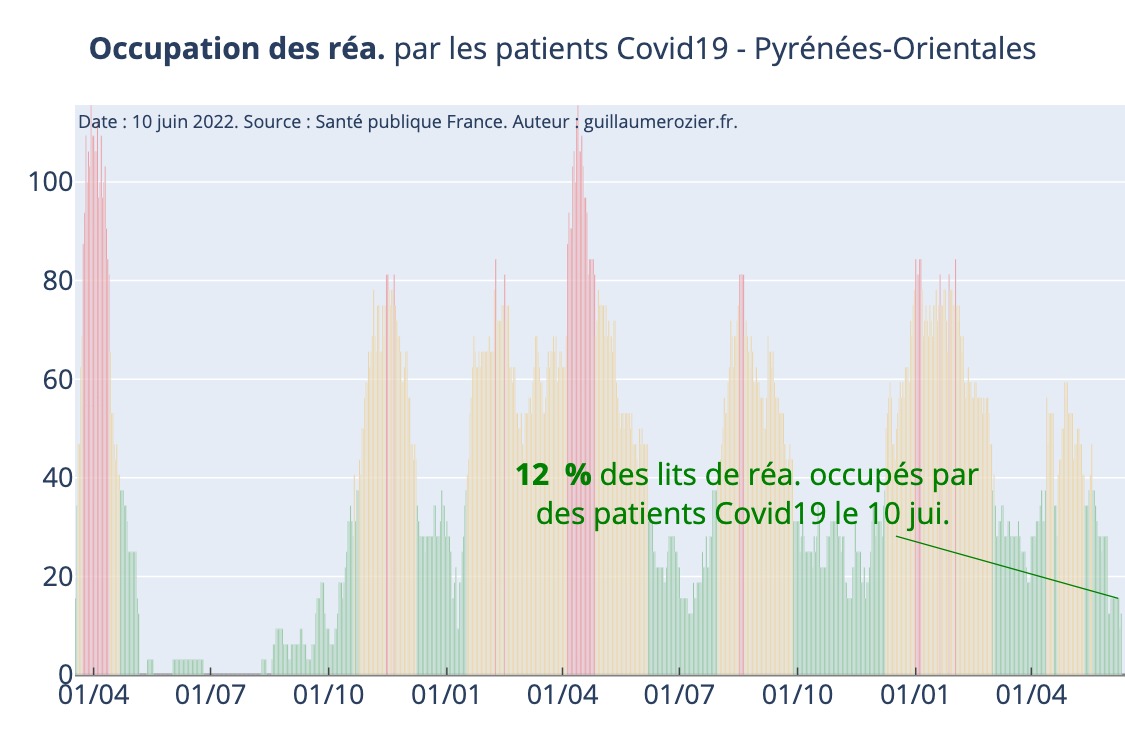 Occupation des réa. par les patients Covid19 - Pyrénées-Orientales
Date : 10 juin 2022. Source : Santé publique France. Auteur : guillaumerozier.fr.
100
80
60
40
20
0
12 % des lits de réa. occupés par
des patients Covid19 le 10 jui.
01/04 01/07 01/10 01/01 01/04 01/07 01/10 01/01 01/04